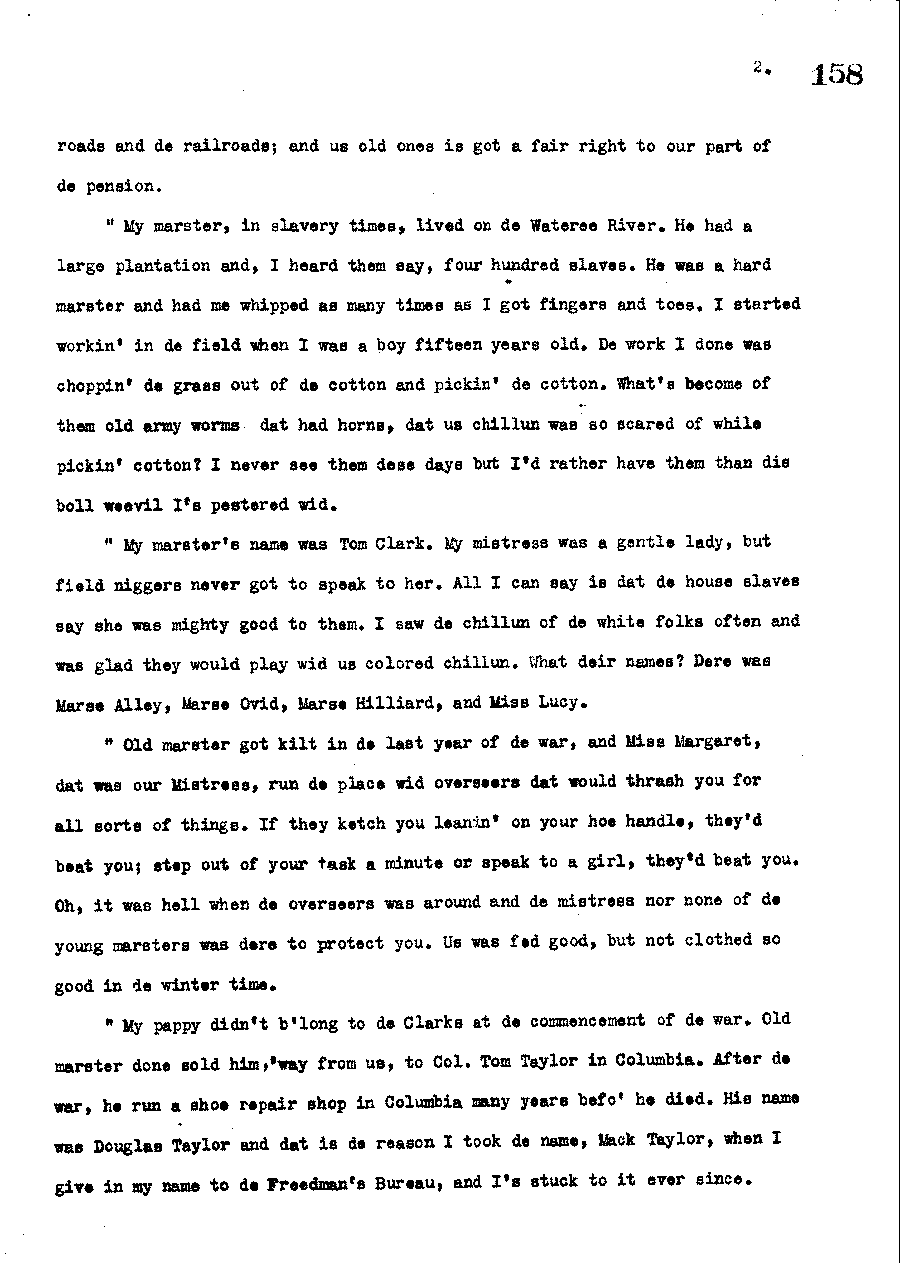 2. 158
roads and de railroads; and us old ones is got a fair right to our part of
de pension.
" My marster, in slavery times, lived on de Wateree River. He had a
large plantation and, I heard them say, four hundred slaves. He was a hard
marster and had me whipped as many times as I got fingers and toes. I started
workin' in de field when I was a boy fifteen years old. De work I done was
choppin' de grass out of de cotton and pickin' de cotton. What's become of
them old army worms dat had horns, dat us chillun was so scared of while
pickin' cotton? I never see them dese days but I'd rather have them than dis
boll weevil I's pestered wid.
" My marster's name was Tom Clark. My mistress was a gentle lady, but
field niggers never got to speak to her. All I can say is dat de house slaves
say she was mighty good to them. I saw de chillun of de white folks often and
was glad they would play wid us colored chillun. What deir names? Dere was
Marse Alley, Marse Ovid, Marse Hilliard, and Miss Lucy.
" Old marster got kilt in de last year of de war, and Miss Margaret,
dat was our Mistress, run de place wid overseers dat would thrash you for
all sorts of things. If they ketch you leanin' on your hoe handle, they'd
beat you; step out of your task a minute or speak to a girl, they'd beat you.
Oh, it was hell when de overseers was around and de mistress nor none of de
young marsters was dere to protect you. Us was fed good, but not clothed so
good in de winter time.
" My pappy didn't b'long to de Clarks at de commencement of de war. Old
marster done sold him,'way from us, to Col. Tom Taylor in Columbia. After de
war, he run a shoe repair shop in Columbia many years befo' he died. His name
was Douglas Taylor and dat is de reason I took de name, Mack Taylor, when I
give in my name to de Freedman's Bureau, and I's stuck to it ever since.